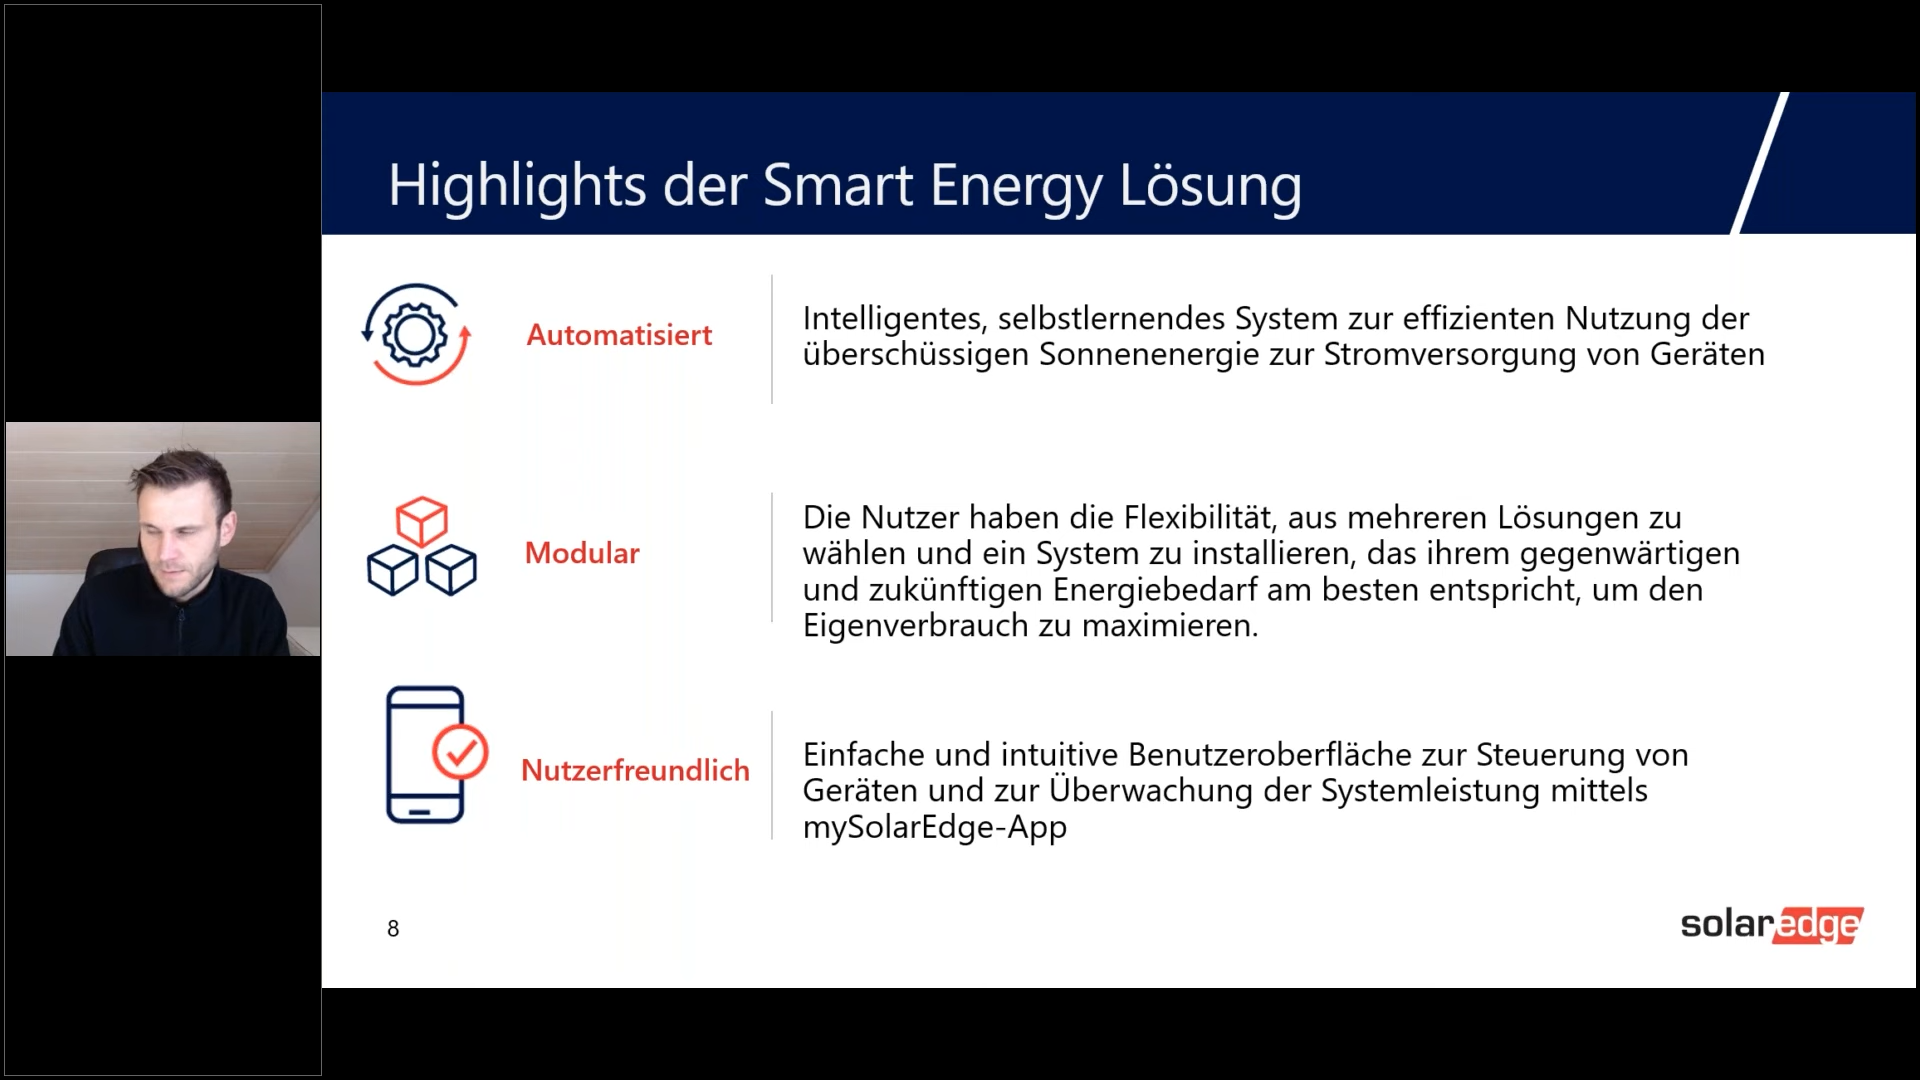 Highlights der Smart Energy Lösung
Automatisiert
Intelligentes, selbstlernendes System zur effizienten Nutzung der
überschüssigen Sonnenenergie zur Stromversorgung von Geräten
Modular
Die Nutzer haben die Flexibilität, aus mehreren Lösungen zu
wählen und ein System zu installieren, das ihrem gegenwärtigen
und zukünftigen Energiebedarf am besten entspricht, um den
Eigenverbrauch zu maximieren.
Nutzerfreundlich
Einfache und intuitive Benutzeroberfläche zur Steuerung von
Geräten und zur Überwachung der Systemleistung mittels
mySolarEdge-App
8
solaredge